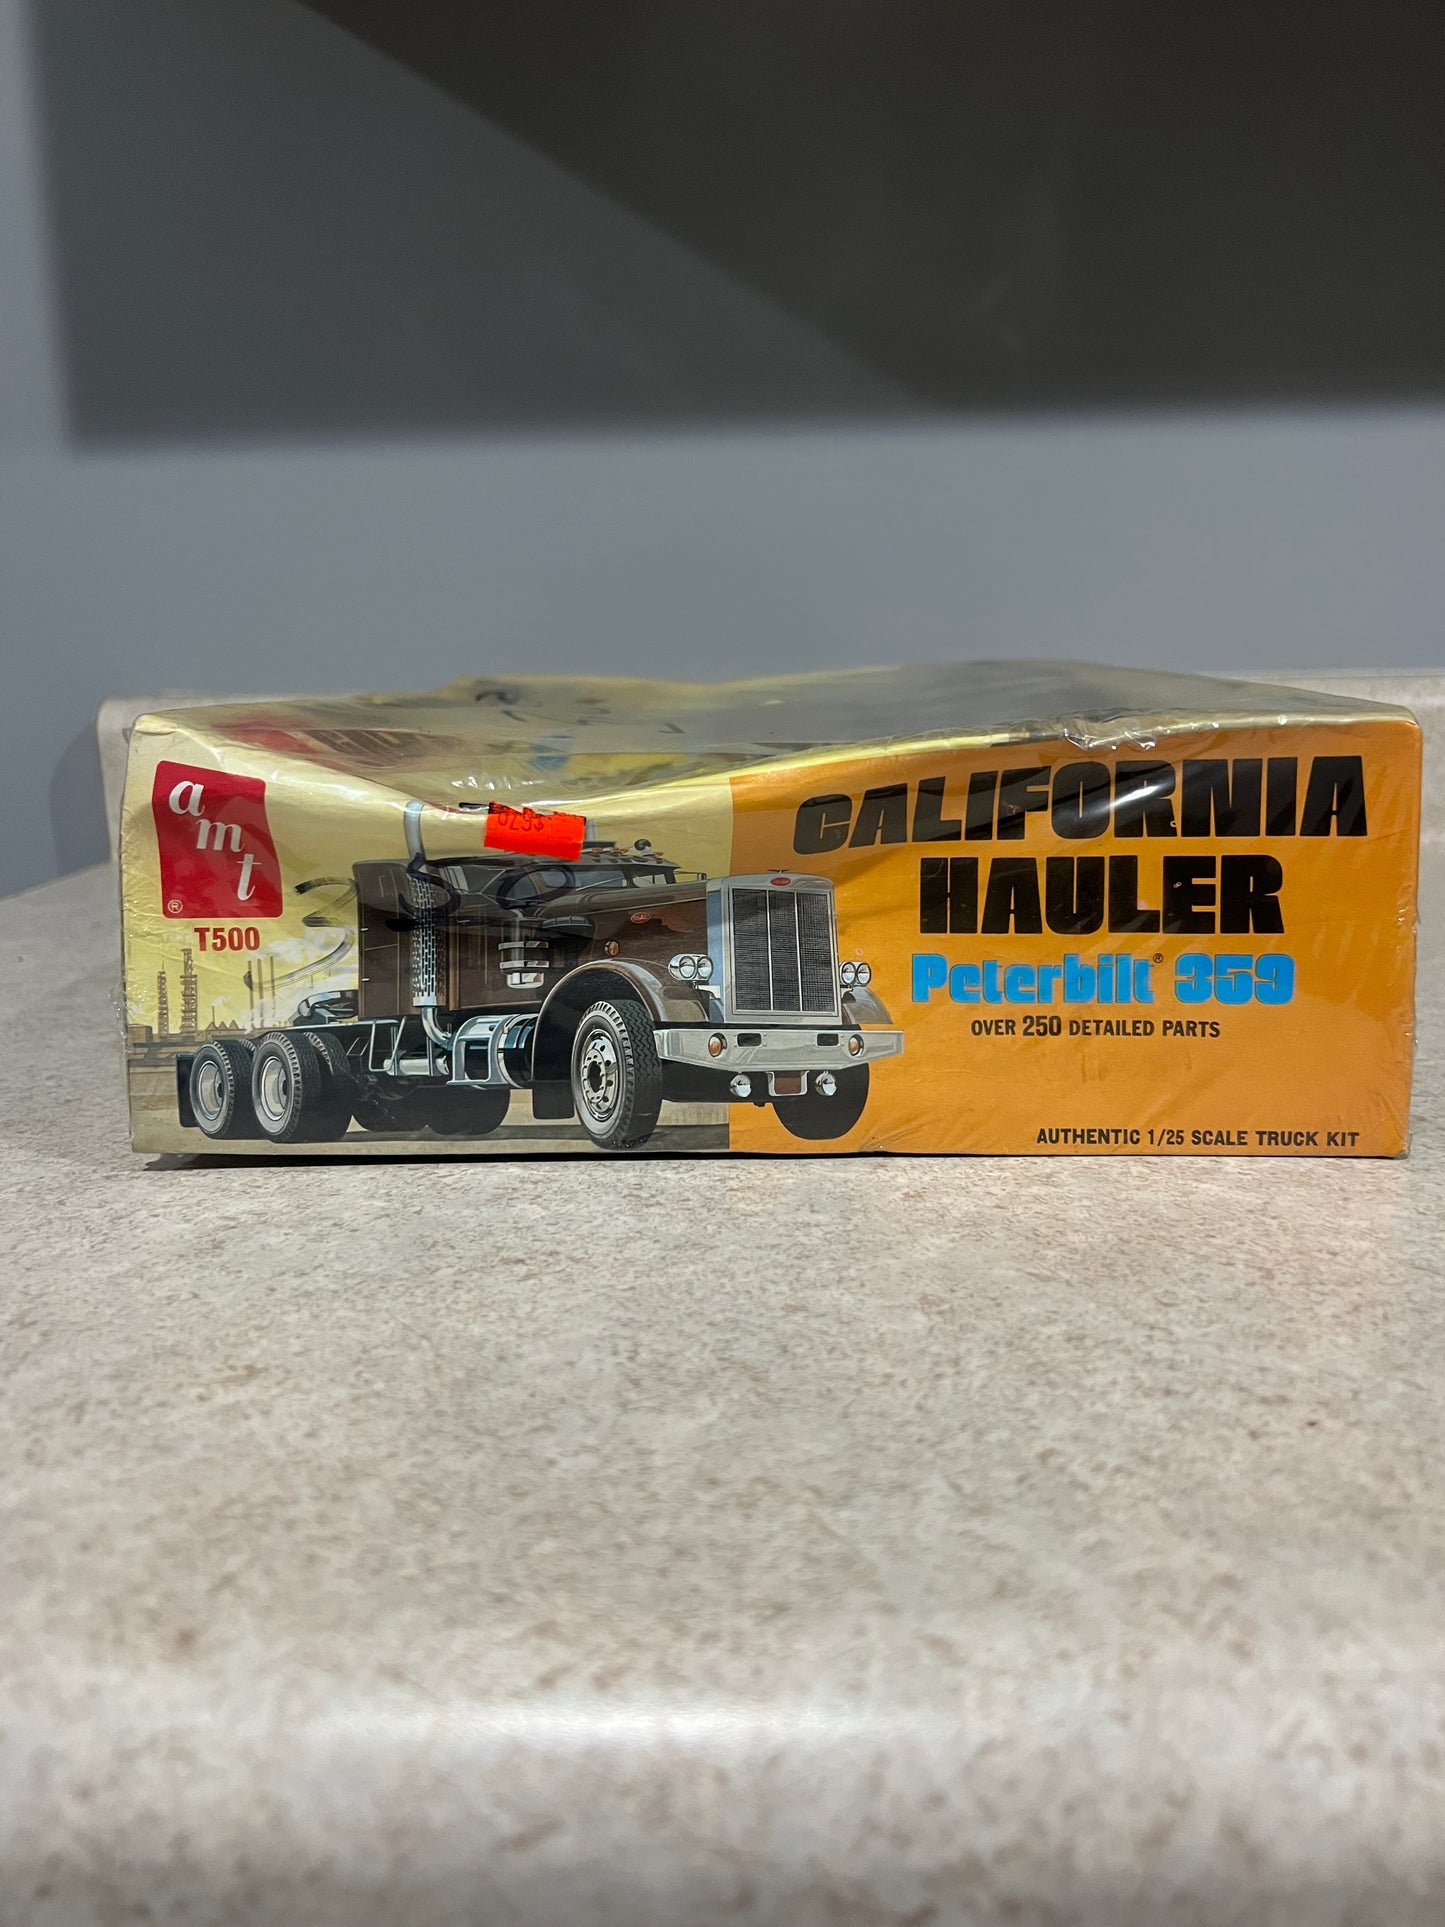 amt
®
T500
CALIFORNIA
HAULER
Peterbilt® 359
OVER 250 DETAILED PARTS
AUTHENTIC 1/25 SCALE TRUCK KIT